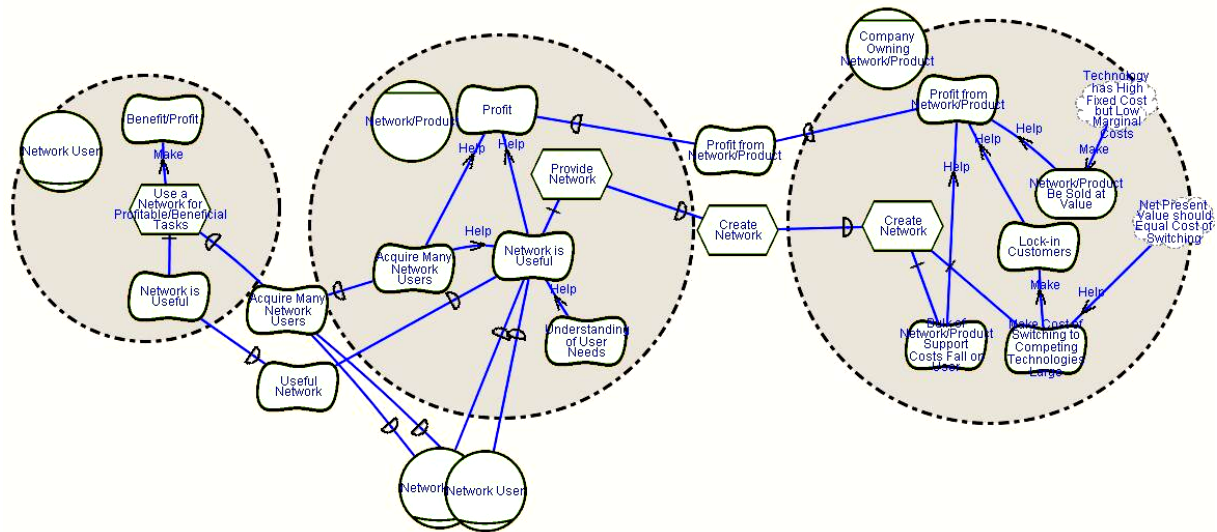 Network User
Benefit/Profit
Make
Use a
Network for
Profitable/Beneficial
Tasks
Network is
Useful
Acquire Many
Network
Users
Useful
Network
Network/Product
Profit
Help
Help
Provide
Network
Acquire Many
Network
Users
Help
Network is
Useful
Help
Understanding
of User
Needs
Network
Network User
Profit from
Network/Product
Create
Network
Company
Owning
Network/Product
Profit from
Network/Product
Technology
has High
Fixed Cost
but Low
Marginal
Costs
Help
Help
Help
Make
Network/Product
Be Sold at
Value
Net Present
Value should
Equal Cost of
Switching
Create
Network
Lock-in
Customers
Make
Help
Bulk of
Network/Product
Support
Costs Fall on
User
Make Cost of
Switching to
Competing
Technologies
Large